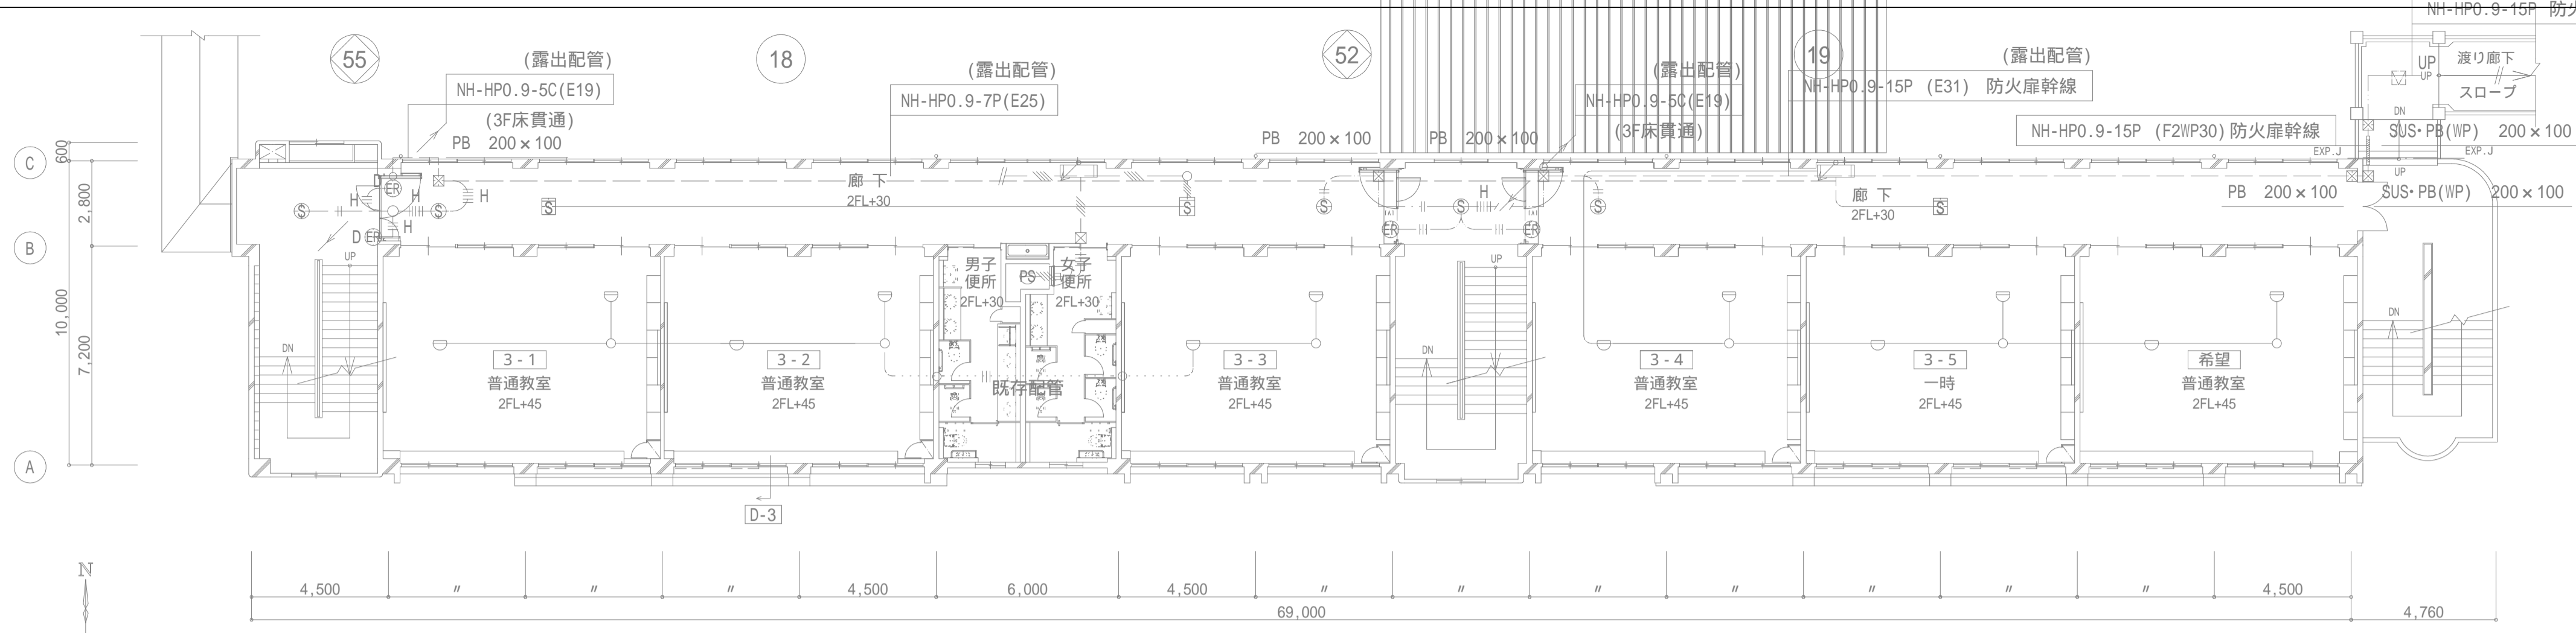 NH-HP0.9-15P 防火
55
18
52
19
(露出配管)
NH-HP0.9-5C(E19)
(3F床貫通)
PB 200×100
(露出配管)
NH-HP0.9-7P(E25)
(露出配管)
NH-HP0.9-5C(E19)
(3F床貫通)
PB 200×100
PB 200×100
(露出配管)
NH-HP0.9-15P (E31) 防火扉幹線
NH-HP0.9-15P (F2WP30) 防火扉幹線
SUS・PB(WP) 200×100
UP
UP
渡り廊下
スロープ
DN
EXP.J
EXP.J
UP
PB 200×100
SUS・PB(WP) 200×100
C
B
A
600
2,800
10,000
7,200
D
ER
H
H
H
H
D
ER
S
S
S
廊下
2FL+30
S
S
ER
H
S
ER
S
廊下
2FL+30
S
UP
DN
男子
便所
2FL+30
PS
女子
便所
2FL+30
既存配管
UP
DN
DN
3-1
普通教室
2FL+45
3-2
普通教室
2FL+45
3-3
普通教室
2FL+45
3-4
普通教室
2FL+45
3-5
一時
2FL+45
希望
普通教室
2FL+45
D-3
N
4,500 〃 〃 〃 4,500 6,000 4,500 〃 〃 〃 〃 〃 〃 〃 4,500
69,000
4,760